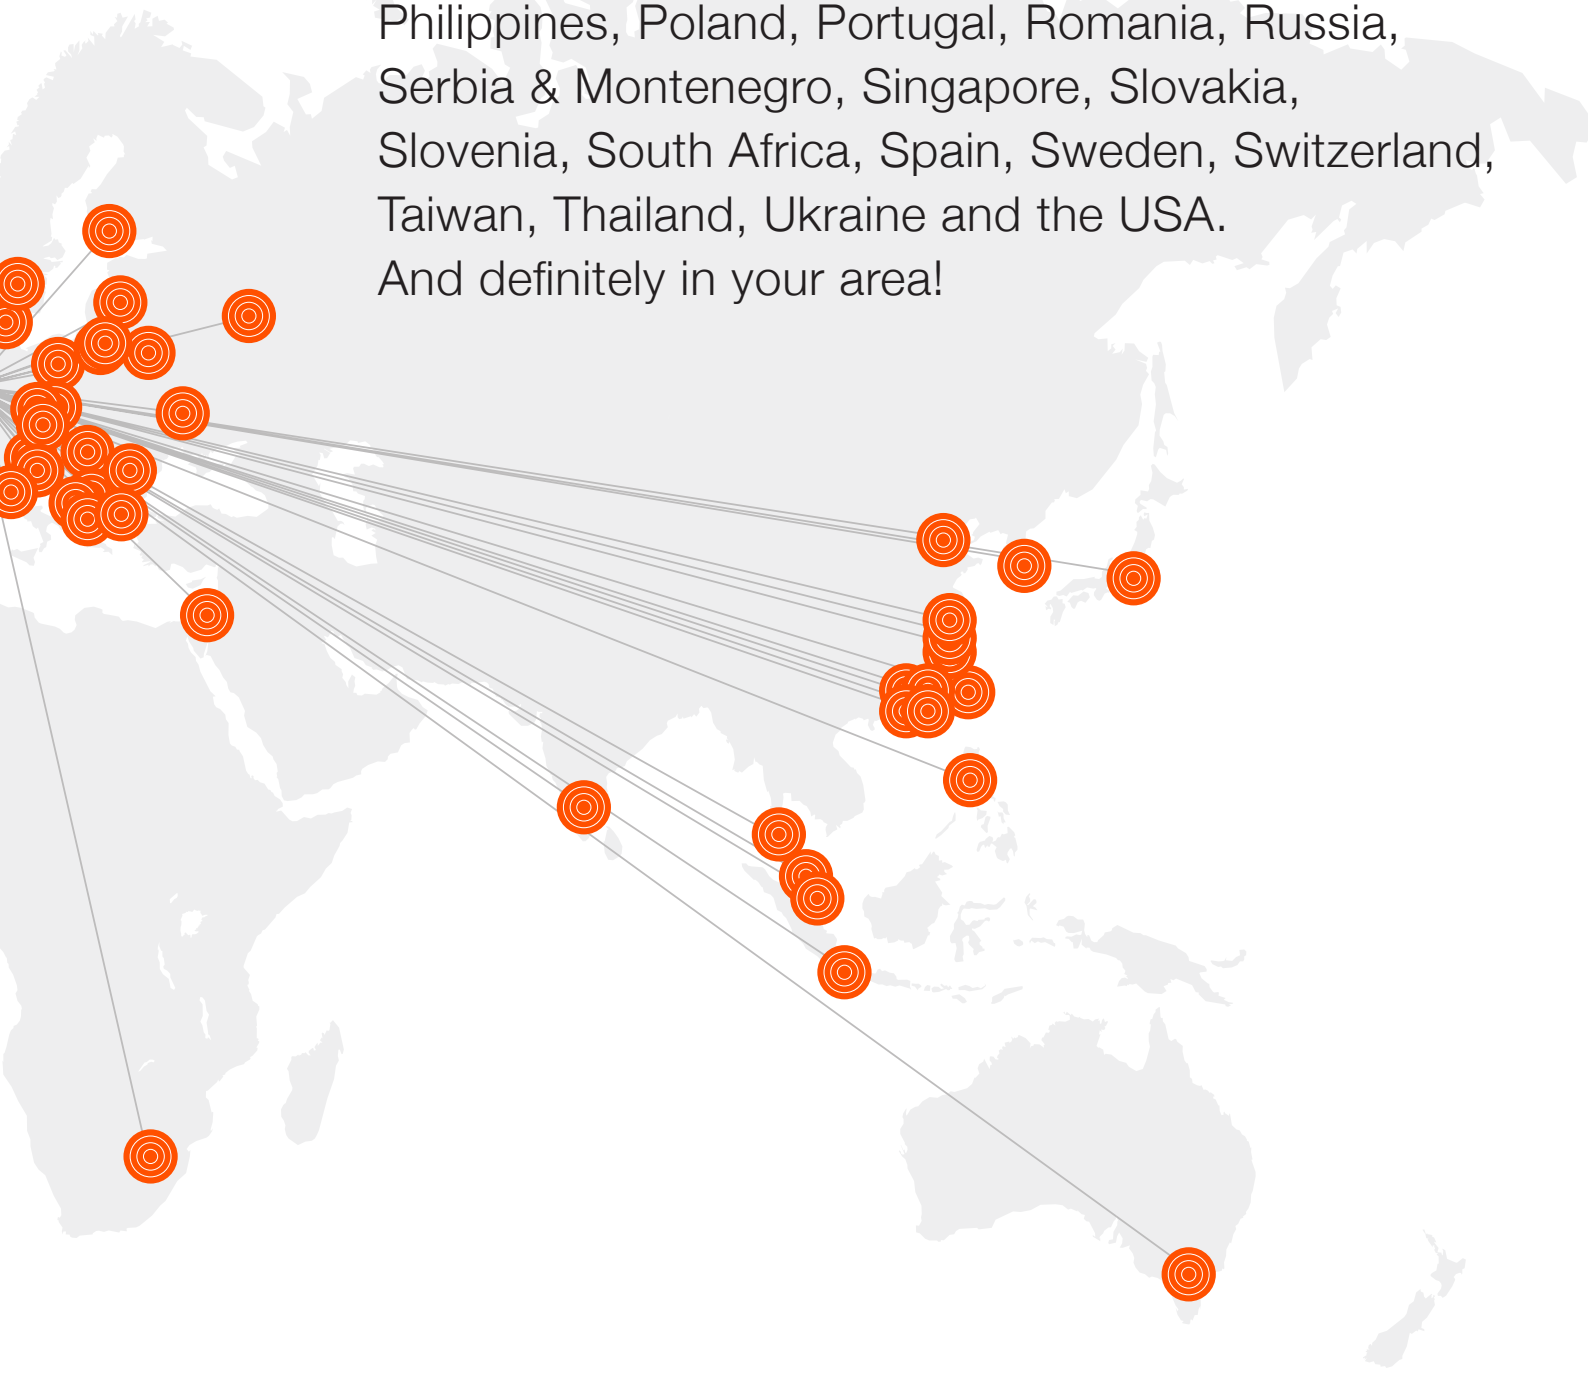 Philippines, Poland, Portugal, Romania, Russia,
Serbia & Montenegro, Singapore, Slovakia,
Slovenia, South Africa, Spain, Sweden, Switzerland,
Taiwan, Thailand, Ukraine and the USA.
And definitely in your area!